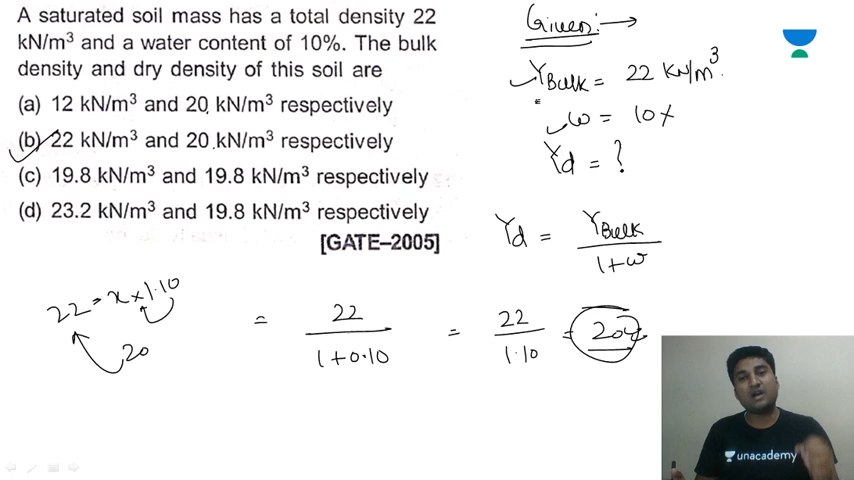 A saturated soil mass has a total density 22
kN/m³ and a water content of 10%. The bulk
density and dry density of this soil are
(a) 12 kN/m³ and 20 kN/m³ respectively
(b) 22 kN/m³ and 20 kN/m³ respectively
(c) 19.8 kN/m³ and 19.8 kN/m³ respectively
(d) 23.2 kN/m³ and 19.8 kN/m³ respectively
[GATE–2005]
Given: →
γBulk = 22 kN/m³.
ω = 10%
γd = ?
γd = γBulk / 1+ω
22 = x × 1.10
20
= 22 / 1+0.10 = 22 / 1.10 = 20
unacademy